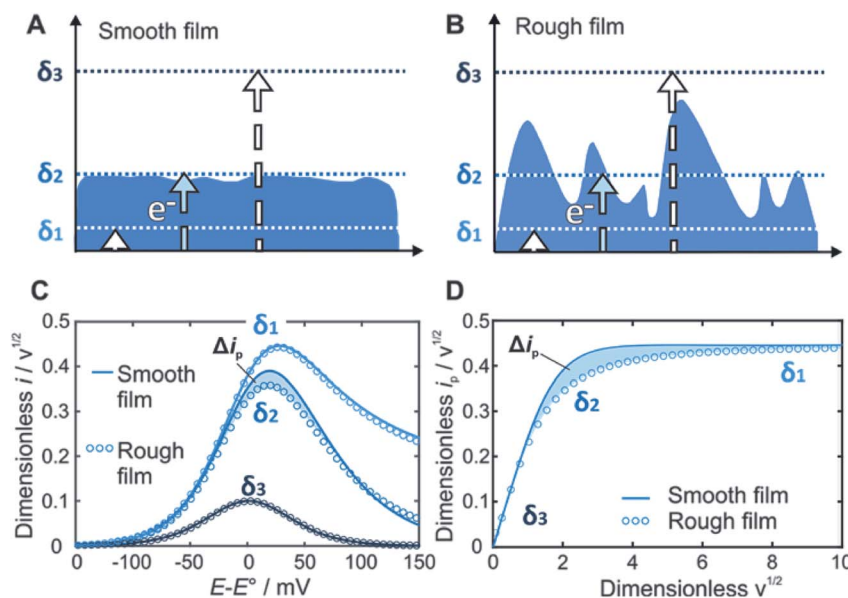 A
Smooth film
δ3
δ2
e-
δ1
B
Rough film
δ3
δ2
e-
δ1
C
Dimensionless i / v1/2
0.5
0.4
0.3
0.2
0.1
0
δ1
Δip
δ2
δ3
Smooth
film
Rough
film
-100 -50 0 50 100 150
E-E° / mV
D
Dimensionless ip / v1/2
0.5
0.4
0.3
0.2
0.1
0
Δip
δ1
δ2
δ3
Smooth film
Rough film
0 2 4 6 8 10
Dimensionless v1/2